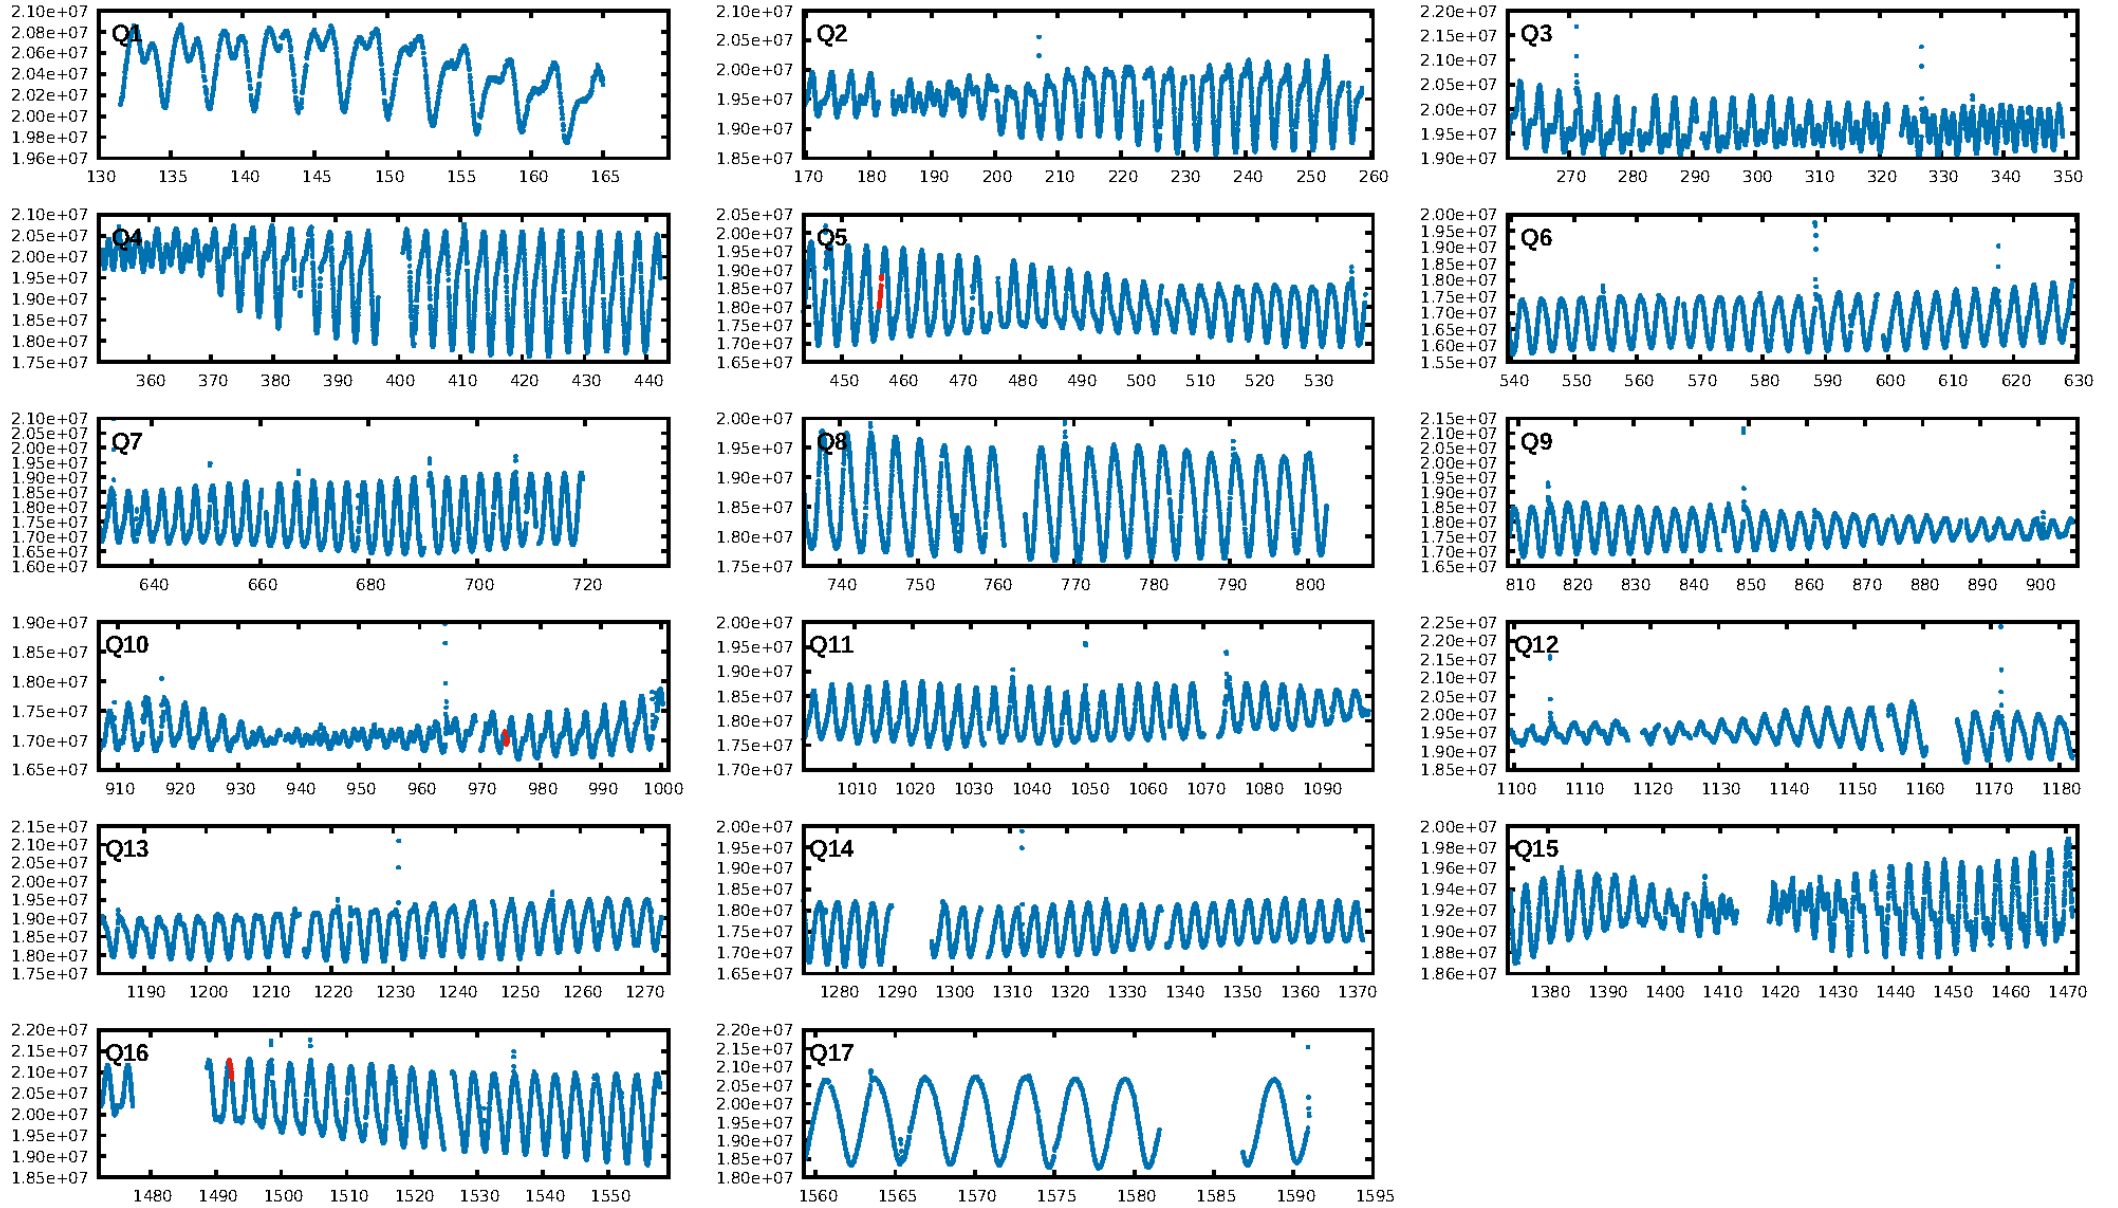 Q1
2.10e+07
2.08e+07
2.06e+07
2.04e+07
2.02e+07
2.00e+07
1.98e+07
1.96e+07
130 135 140 145 150 155 160 165
Q2
2.10e+07
2.05e+07
2.00e+07
1.95e+07
1.90e+07
1.85e+07
170 180 190 200 210 220 230 240 250 260
Q3
2.20e+07
2.15e+07
2.10e+07
2.05e+07
2.00e+07
1.95e+07
1.90e+07
270 280 290 300 310 320 330 340 350
Q4
2.10e+07
2.05e+07
2.00e+07
1.95e+07
1.90e+07
1.85e+07
1.80e+07
1.75e+07
360 370 380 390 400 410 420 430 440
Q5
2.05e+07
2.00e+07
1.95e+07
1.90e+07
1.85e+07
1.80e+07
1.75e+07
1.70e+07
1.65e+07
450 460 470 480 490 500 510 520 530
Q6
2.00e+07
1.95e+07
1.90e+07
1.85e+07
1.80e+07
1.75e+07
1.70e+07
1.65e+07
1.60e+07
1.55e+07
540 550 560 570 580 590 600 610 620 630
Q7
2.10e+07
2.05e+07
2.00e+07
1.95e+07
1.90e+07
1.85e+07
1.80e+07
1.75e+07
1.70e+07
1.65e+07
1.60e+07
640 660 680 700 720
Q8
2.00e+07
1.95e+07
1.90e+07
1.85e+07
1.80e+07
1.75e+07
740 750 760 770 780 790 800
Q9
2.15e+07
2.10e+07
2.05e+07
2.00e+07
1.95e+07
1.90e+07
1.85e+07
1.80e+07
1.75e+07
1.70e+07
1.65e+07
810 820 830 840 850 860 870 880 890 900
Q10
1.90e+07
1.85e+07
1.80e+07
1.75e+07
1.70e+07
1.65e+07
910 920 930 940 950 960 970 980 990 1000
Q11
2.00e+07
1.95e+07
1.90e+07
1.85e+07
1.80e+07
1.75e+07
1.70e+07
1010 1020 1030 1040 1050 1060 1070 1080 1090
Q12
2.25e+07
2.20e+07
2.15e+07
2.10e+07
2.05e+07
2.00e+07
1.95e+07
1.90e+07
1.85e+07
1100 1110 1120 1130 1140 1150 1160 1170 1180
Q13
2.15e+07
2.10e+07
2.05e+07
2.00e+07
1.95e+07
1.90e+07
1.85e+07
1.80e+07
1.75e+07
1190 1200 1210 1220 1230 1240 1250 1260 1270
Q14
2.00e+07
1.95e+07
1.90e+07
1.85e+07
1.80e+07
1.75e+07
1.70e+07
1.65e+07
1280 1290 1300 1310 1320 1330 1340 1350 1360 1370
Q15
2.00e+07
1.98e+07
1.96e+07
1.94e+07
1.92e+07
1.90e+07
1.88e+07
1.86e+07
1380 1390 1400 1410 1420 1430 1440 1450 1460 1470
Q16
2.20e+07
2.15e+07
2.10e+07
2.05e+07
2.00e+07
1.95e+07
1.90e+07
1.85e+07
1480 1490 1500 1510 1520 1530 1540 1550
Q17
2.20e+07
2.15e+07
2.10e+07
2.05e+07
2.00e+07
1.95e+07
1.90e+07
1.85e+07
1.80e+07
1560 1565 1570 1575 1580 1585 1590 1595